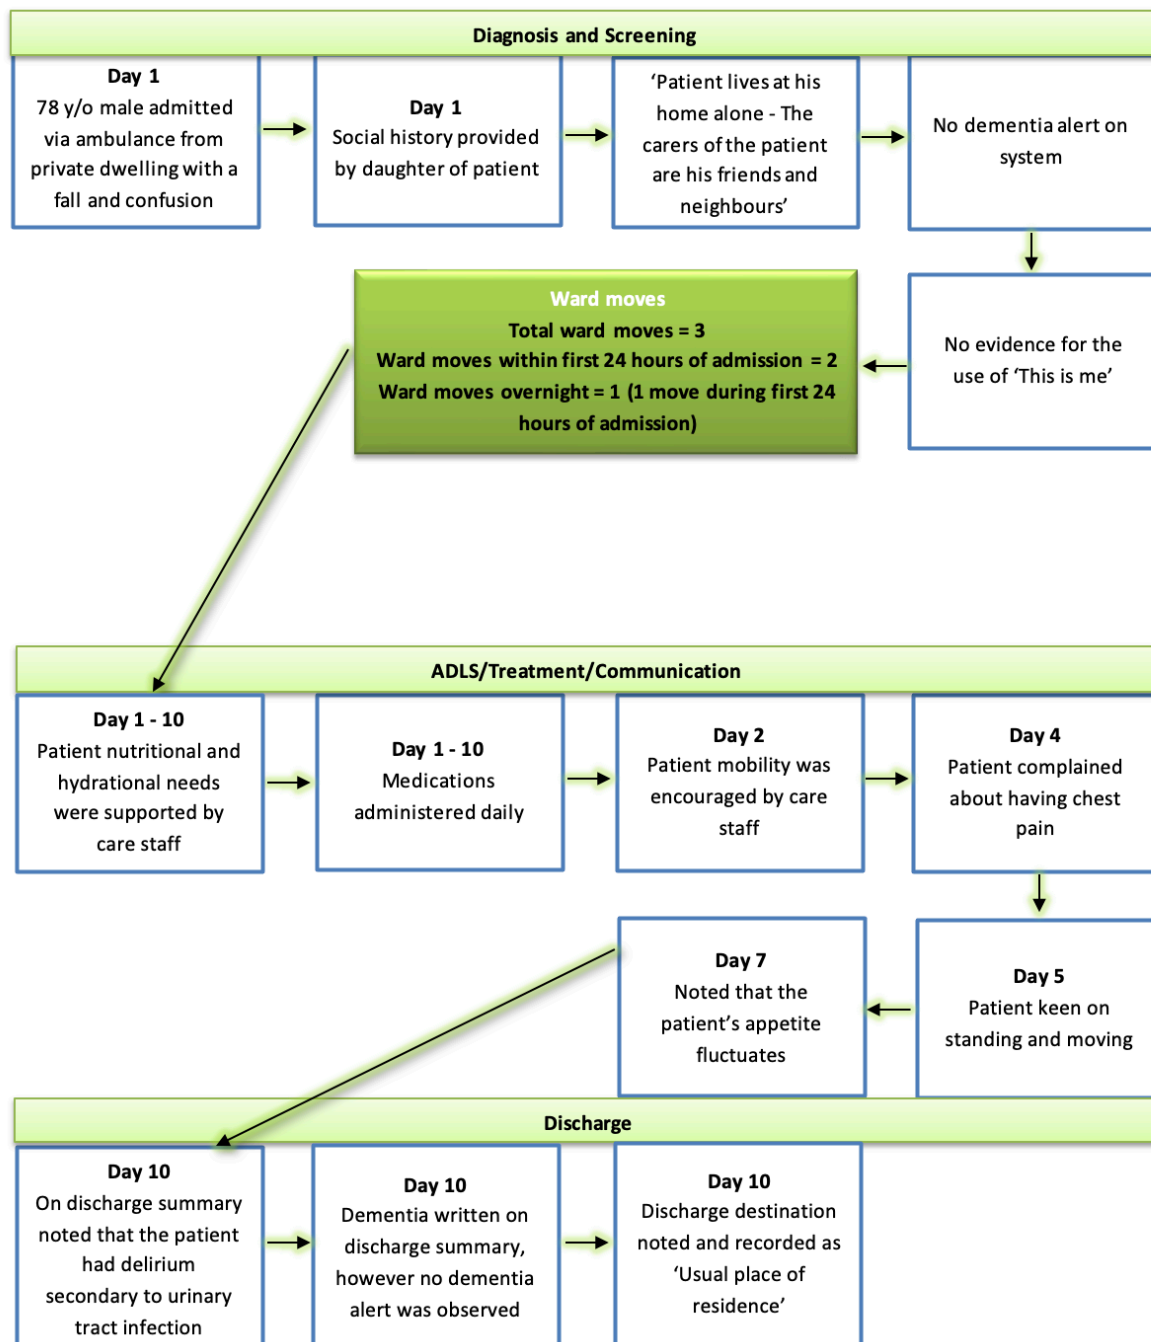 Diagnosis and Screening
Day 1
78 y/o male admitted
via ambulance from
private dwelling with a
fall and confusion
Day 1
Social history provided
by daughter of patient
‘Patient lives at his
home alone - The
carers of the patient
are his friends and
neighbours’
No dementia alert on
system
No evidence for the
use of ‘This is me’
Ward moves
Total ward moves = 3
Ward moves within first 24 hours of admission = 2
Ward moves overnight = 1 (1 move during first 24
hours of admission)
ADLS/Treatment/Communication
Day 1 - 10
Patient nutritional and
hydrational needs
were supported by
care staff
Day 1 - 10
Medications
administered daily
Day 2
Patient mobility was
encouraged by care
staff
Day 4
Patient complained
about having chest
pain
Day 5
Patient keen on
standing and moving
Day 7
Noted that the
patient’s appetite
fluctuates
Discharge
Day 10
On discharge summary
noted that the patient
had delirium
secondary to urinary
tract infection
Day 10
Dementia written on
discharge summary,
however no dementia
alert was observed
Day 10
Discharge destination
noted and recorded as
‘Usual place of
residence’